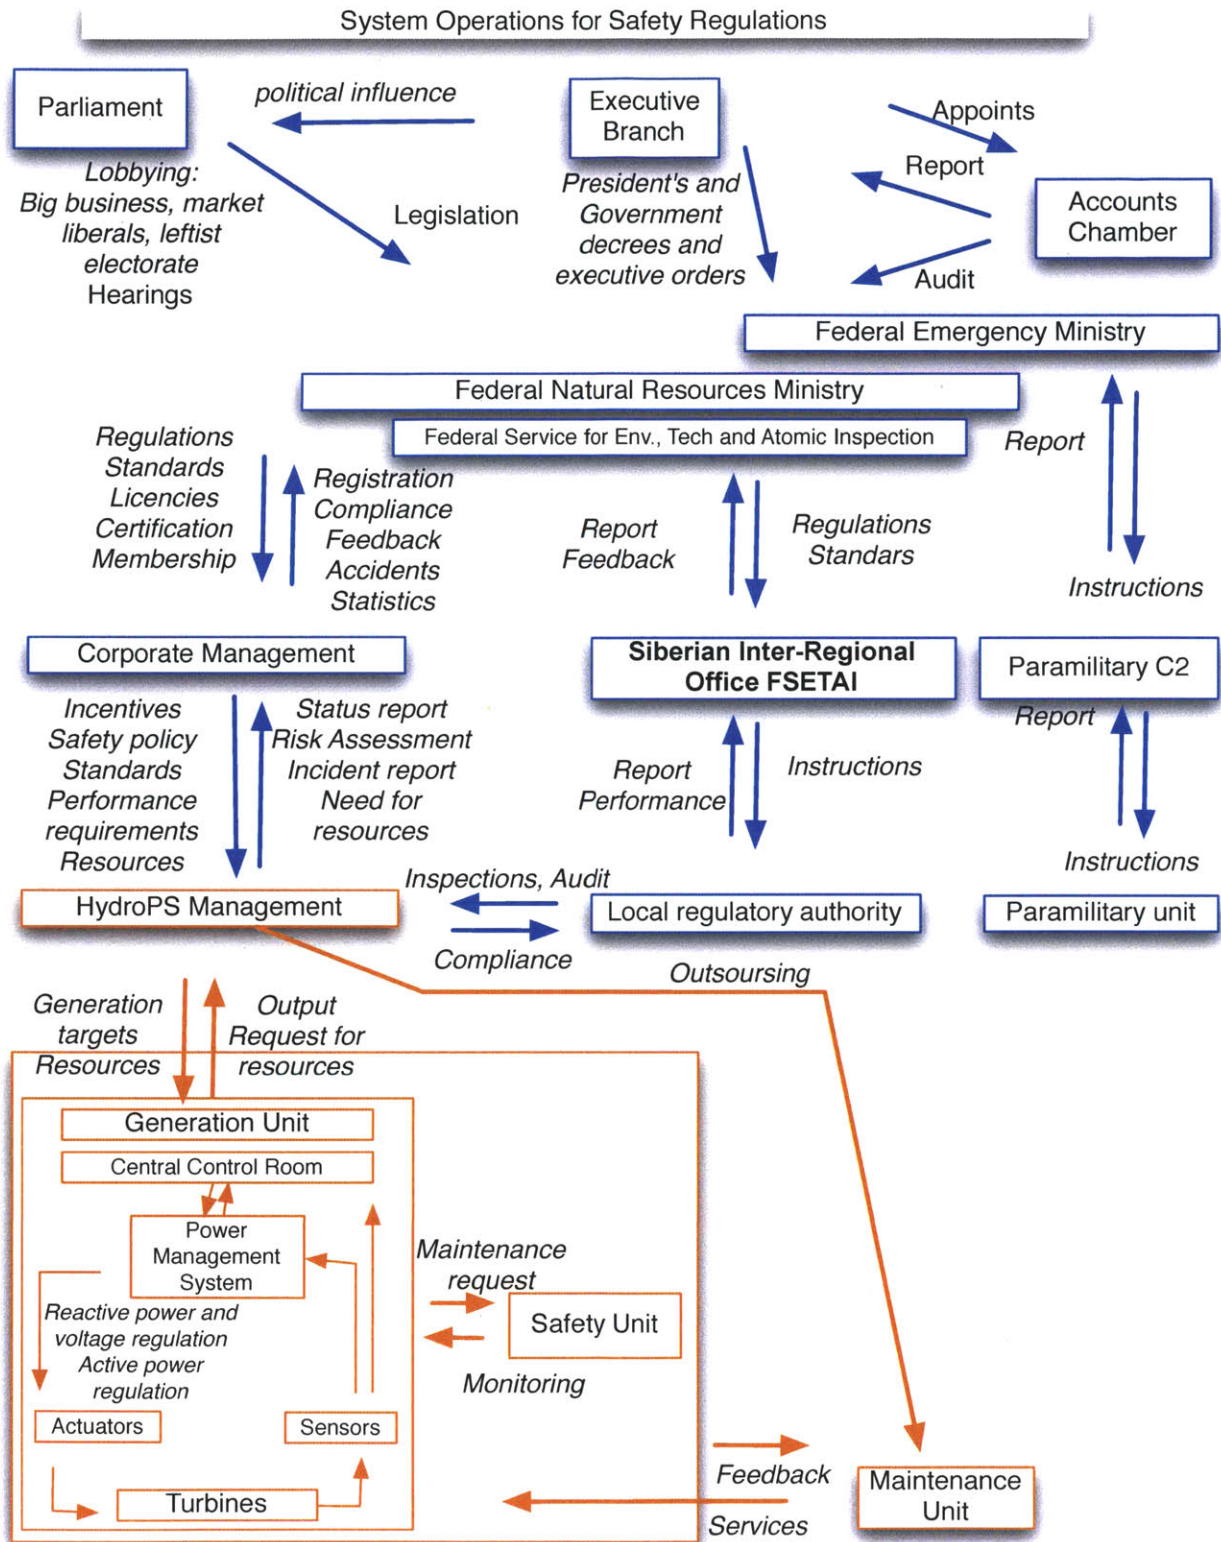 System Operations for Safety Regulations
Parliament
political influence
Executive
Branch
Appoints
Report
Accounts
Chamber
Audit
Lobbying:
Big business, market
liberals, leftist
electorate
Hearings
Legislation
President's and
Government
decrees and
executive orders
Federal Emergency Ministry
Federal Natural Resources Ministry
Federal Service for Env., Tech and Atomic Inspection
Regulations
Standards
Licencies
Certification
Membership
Registration
Compliance
Feedback
Accidents
Statistics
Report
Feedback
Regulations
Standars
Report
Instructions
Corporate Management
Siberian Inter-Regional
Office FSETAI
Paramilitary C2
Incentives
Safety policy
Standards
Performance
requirements
Resources
Status report
Risk Assessment
Incident report
Need for
resources
Report
Performance
Instructions
Report
Instructions
HydroPS Management
Inspections, Audit
Compliance
Local regulatory authority
Paramilitary unit
Outsoursing
Generation
targets
Resources
Output
Request for
resources
Generation Unit
Central Control Room
Power
Management
System
Reactive power and
voltage regulation
Active power
regulation
Actuators
Sensors
Turbines
Maintenance
request
Safety Unit
Monitoring
Feedback
Services
Maintenance
Unit